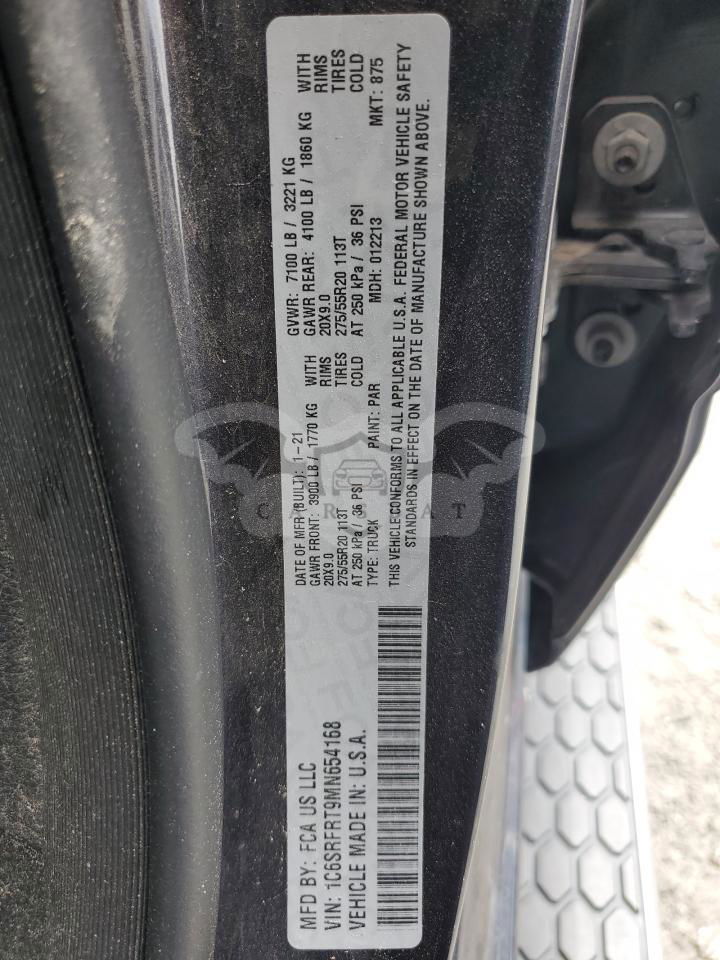 MFD BY: FCA US LLC
DATE OF MFR (BUILT): 1-21
GVWR: 7100 LB / 3221 KG
GAWR FRONT: 3900 LB / 1770 KG WITH
GAWR REAR: 4100 LB / 1860 KG WITH
20X9.0 RIMS
20X9.0 RIMS
275/55R20 113T TIRES
275/55R20 113T TIRES
AT 250 kPa / 36 PSI COLD
AT 250 kPa / 36 PSI COLD
VIN: 1C6SRFRT9MN654168
TYPE: TRUCK
PAINT: PAR
MDH: 012213
MKT: 875
VEHICLE MADE IN: U.S.A.
THIS VEHICLE CONFORMS TO ALL APPLICABLE U.S.A. FEDERAL MOTOR VEHICLE SAFETY
STANDARDS IN EFFECT ON THE DATE OF MANUFACTURE SHOWN ABOVE.